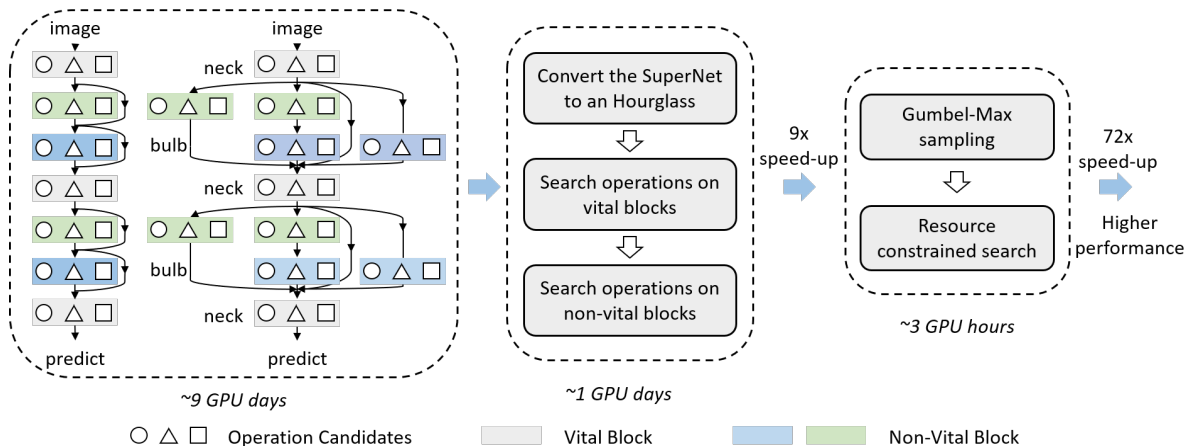 image
image
neck
bulb
neck
bulb
neck
predict
predict
~9 GPU days
Convert the SuperNet
to an Hourglass
Search operations on
vital blocks
Search operations on
non-vital blocks
~1 GPU days
9x
speed-up
Gumbel-Max
sampling
Resource
constrained search
~3 GPU hours
72x
speed-up
Higher
performance
Operation Candidates
Vital Block
Non-Vital Block